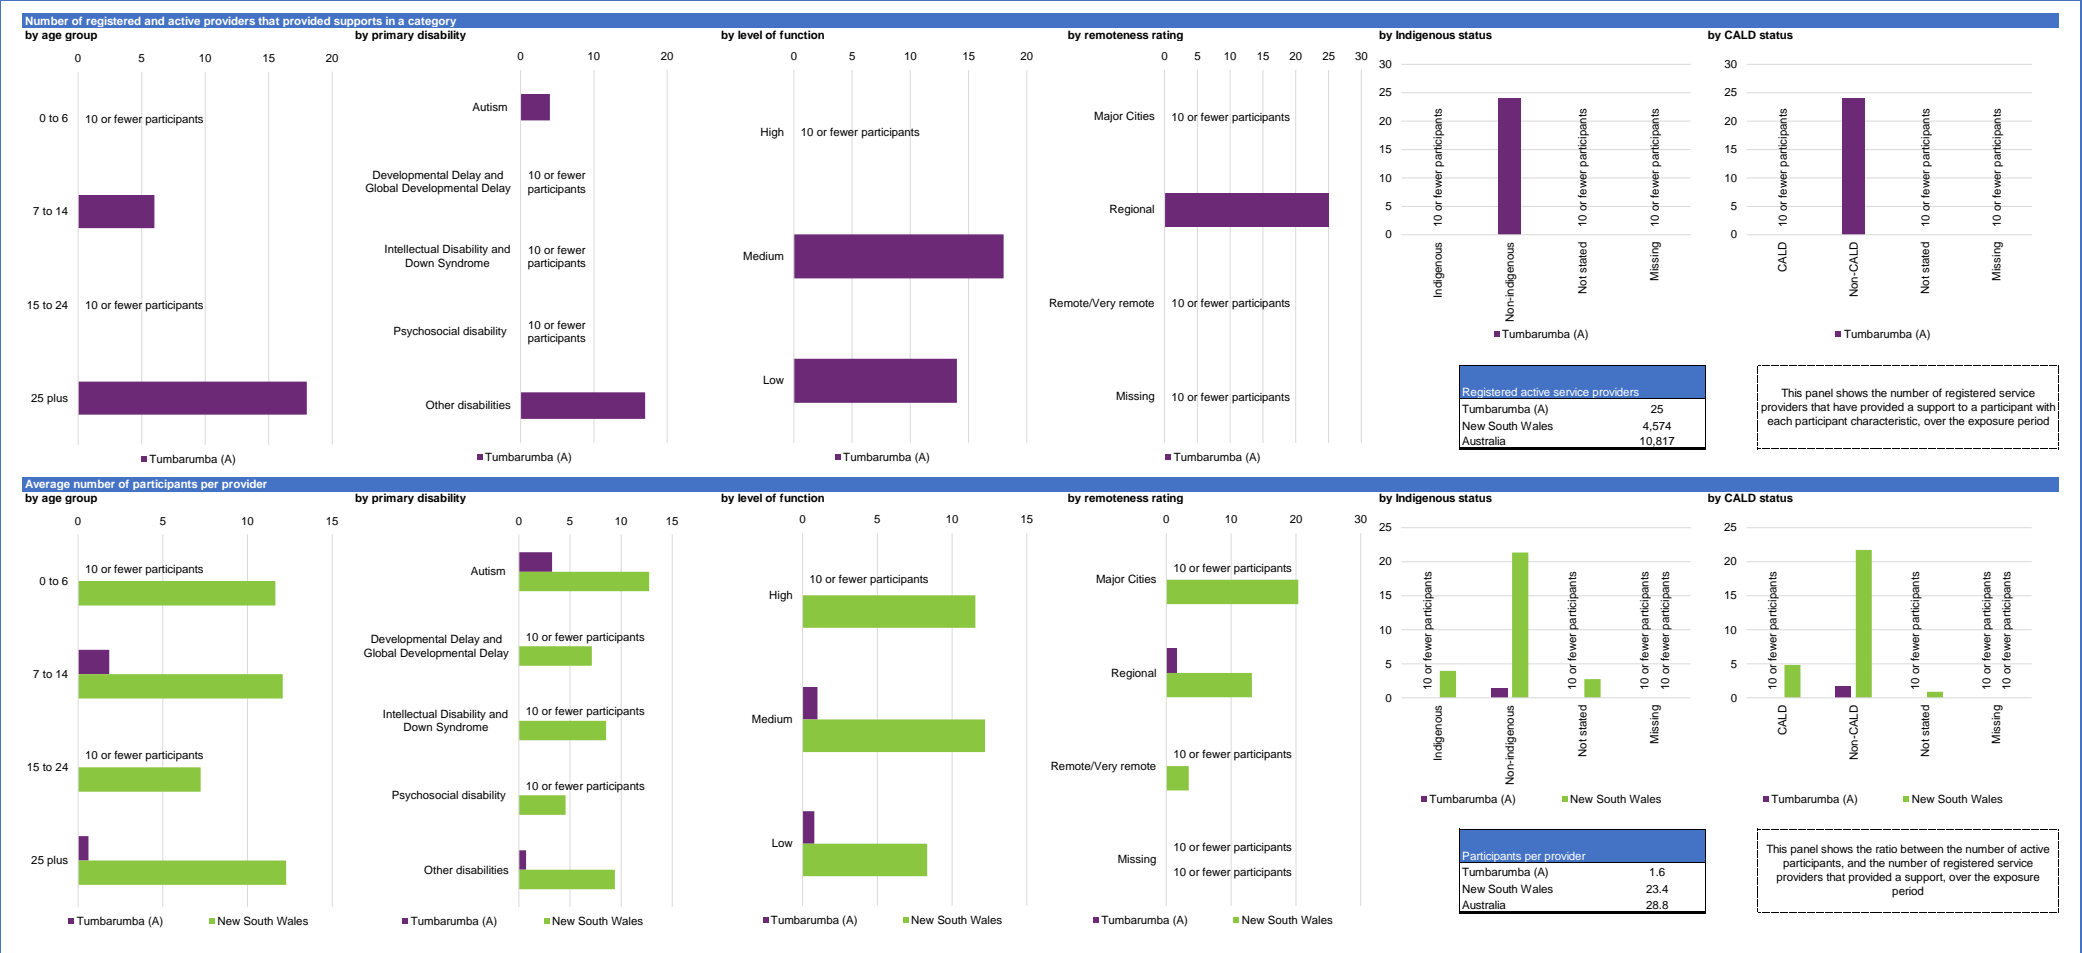 Number of registered and active providers that provided supports in a category
by age group
0 5 10 15 20
0 to 6
10 or fewer participants
7 to 14
15 to 24
10 or fewer participants
25 plus
Tumbarumba (A)
by primary disability
0 10 20
Autism
Developmental Delay and
Global Developmental Delay
10 or fewer
participants
Intellectual Disability and
Down Syndrome
10 or fewer
participants
Psychosocial disability
10 or fewer
participants
Other disabilities
Tumbarumba (A)
by level of function
0 5 10 15 20
High
10 or fewer participants
Medium
Low
Tumbarumba (A)
by remoteness rating
0 5 10 15 20 25 30
Major Cities
10 or fewer participants
Regional
Remote/Very remote
10 or fewer participants
Missing
10 or fewer participants
Tumbarumba (A)
by Indigenous status
30
25
20
15
10
5
0
10 or fewer participants
10 or fewer participants
10 or fewer participants
Indigenous
Non-indigenous
Not stated
Missing
Tumbarumba (A)
by CALD status
30
25
20
15
10
5
0
10 or fewer participants
10 or fewer participants
10 or fewer participants
CALD
Non-CALD
Not stated
Missing
Tumbarumba (A)
Registered active service providers
Tumbarumba (A) 25
New South Wales 4,574
Australia 10,817
This panel shows the number of registered service
providers that have provided a support to a participant with
each participant characteristic, over the exposure period
Average number of participants per provider
by age group
0 5 10 15
0 to 6
10 or fewer participants
7 to 14
15 to 24
10 or fewer participants
25 plus
Tumbarumba (A) New South Wales
by primary disability
0 5 10 15
Autism
Developmental Delay and
Global Developmental Delay
10 or fewer participants
Intellectual Disability and
Down Syndrome
10 or fewer participants
Psychosocial disability
10 or fewer participants
Other disabilities
Tumbarumba (A) New South Wales
by level of function
0 5 10 15
High
10 or fewer participants
Medium
Low
Tumbarumba (A) New South Wales
by remoteness rating
0 10 20 30
Major Cities
10 or fewer participants
Regional
Remote/Very remote
10 or fewer participants
Missing
10 or fewer participants
10 or fewer participants
Tumbarumba (A) New South Wales
by Indigenous status
25
20
15
10
5
0
10 or fewer participants
10 or fewer participants
10 or fewer participants
10 or fewer participants
Indigenous
Non-indigenous
Not stated
Missing
Tumbarumba (A) New South Wales
by CALD status
25
20
15
10
5
0
10 or fewer participants
10 or fewer participants
10 or fewer participants
10 or fewer participants
CALD
Non-CALD
Not stated
Missing
Tumbarumba (A) New South Wales
Participants per provider
Tumbarumba (A) 1.6
New South Wales 23.4
Australia 28.8
This panel shows the ratio between the number of active
participants, and the number of registered service
providers that provided a support, over the exposure
period